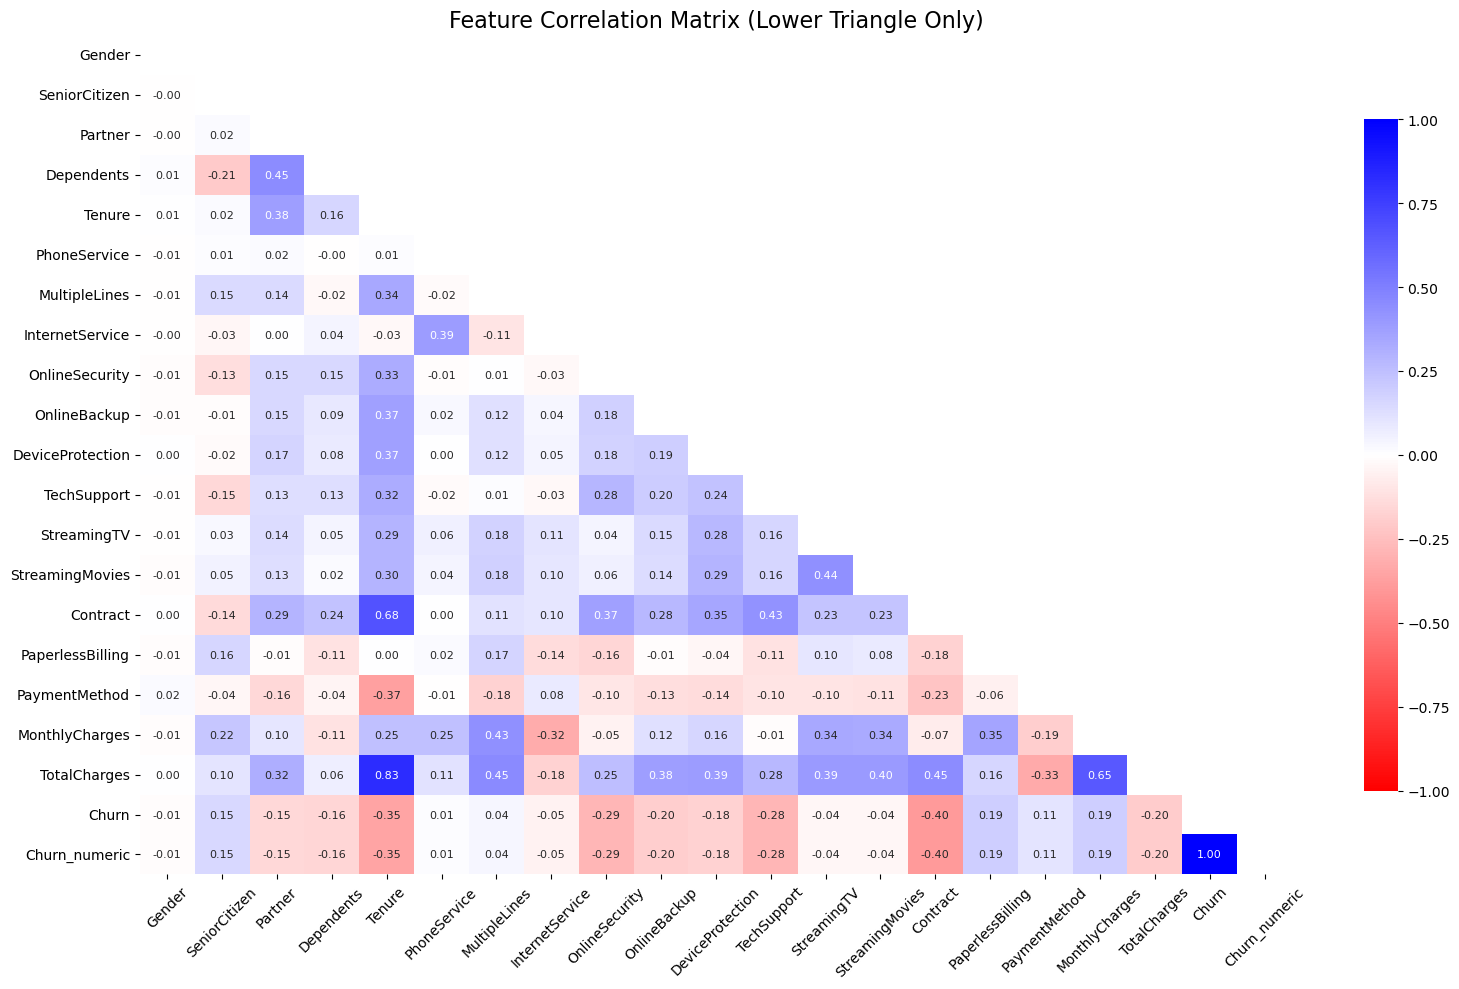 Feature Correlation Matrix (Lower Triangle Only)
Gender
SeniorCitizen -0.00
Partner -0.00 0.02
Dependents 0.01 -0.21 0.45
Tenure 0.01 0.02 0.38 0.16
PhoneService -0.01 0.01 0.02 -0.00 0.01
MultipleLines -0.01 0.15 0.14 -0.02 0.34 -0.02
InternetService -0.00 -0.03 0.00 0.04 -0.03 0.39 -0.11
OnlineSecurity -0.01 -0.13 0.15 0.15 0.33 -0.01 0.01 -0.03
OnlineBackup -0.01 -0.01 0.15 0.09 0.37 0.02 0.12 0.04 0.18
DeviceProtection 0.00 -0.02 0.17 0.08 0.37 0.00 0.12 0.05 0.18 0.19
TechSupport -0.01 -0.15 0.13 0.13 0.32 -0.02 0.01 -0.03 0.28 0.20 0.24
StreamingTV -0.01 0.03 0.14 0.05 0.29 0.06 0.18 0.11 0.04 0.15 0.28 0.16
StreamingMovies -0.01 0.05 0.13 0.02 0.30 0.04 0.18 0.10 0.06 0.14 0.29 0.16 0.44
Contract 0.00 -0.14 0.29 0.24 0.68 0.00 0.11 0.10 0.37 0.28 0.35 0.43 0.23 0.23
PaperlessBilling -0.01 0.16 -0.01 -0.11 0.00 0.02 0.17 -0.14 -0.16 -0.01 -0.04 -0.11 0.10 0.08 -0.18
PaymentMethod 0.02 -0.04 -0.16 -0.04 -0.37 -0.01 -0.18 0.08 -0.10 -0.13 -0.14 -0.10 -0.10 -0.11 -0.23 -0.06
MonthlyCharges -0.01 0.22 0.10 -0.11 0.25 0.25 0.43 -0.32 -0.05 0.12 0.16 -0.01 0.34 0.34 -0.07 0.35 -0.19
TotalCharges 0.00 0.10 0.32 0.06 0.83 0.11 0.45 -0.18 0.25 0.38 0.39 0.28 0.39 0.40 0.45 0.16 -0.33 0.65
Churn -0.01 0.15 -0.15 -0.16 -0.35 0.01 0.04 -0.05 -0.29 -0.20 -0.18 -0.28 -0.04 -0.04 -0.40 0.19 0.11 0.19 -0.20
Churn_numeric -0.01 0.15 -0.15 -0.16 -0.35 0.01 0.04 -0.05 -0.29 -0.20 -0.18 -0.28 -0.04 -0.04 -0.40 0.19 0.11 0.19 -0.20 1.00
Gender SeniorCitizen Partner Dependents Tenure PhoneService MultipleLines InternetService OnlineSecurity OnlineBackup DeviceProtection TechSupport StreamingTV StreamingMovies Contract PaperlessBilling PaymentMethod MonthlyCharges TotalCharges Churn Churn_numeric
1.00
0.75
0.50
0.25
0.00
−0.25
−0.50
−0.75
−1.00